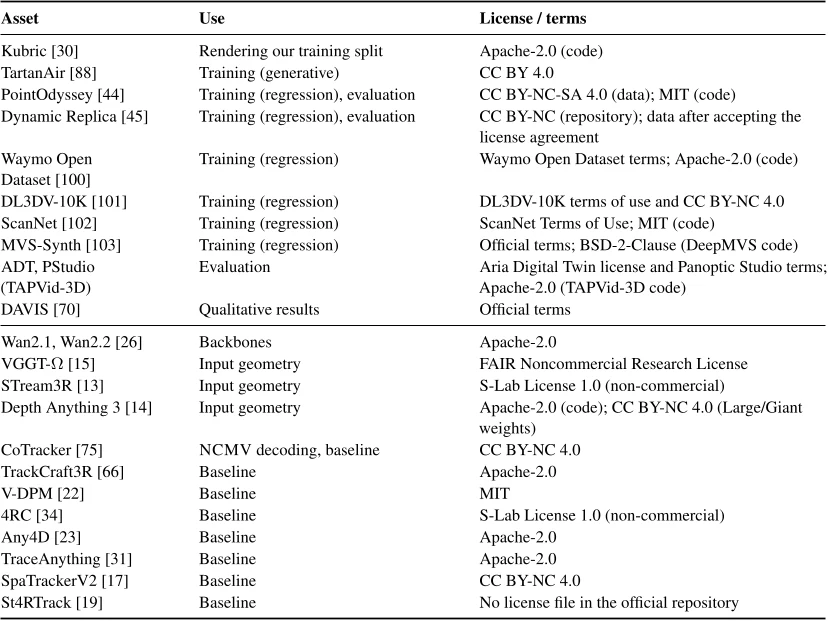 Asset Use License / terms
Kubric [30] Rendering our training split Apache-2.0 (code)
TartanAir [88] Training (generative) CC BY 4.0
PointOdyssey [44] Training (regression), evaluation CC BY-NC-SA 4.0 (data); MIT (code)
Dynamic Replica [45] Training (regression), evaluation CC BY-NC (repository); data after accepting the
license agreement
Waymo Open Training (regression) Waymo Open Dataset terms; Apache-2.0 (code)
Dataset [100]
DL3DV-10K [101] Training (regression) DL3DV-10K terms of use and CC BY-NC 4.0
ScanNet [102] Training (regression) ScanNet Terms of Use; MIT (code)
MVS-Synth [103] Training (regression) Official terms; BSD-2-Clause (DeepMVS code)
ADT, PStudio Evaluation Aria Digital Twin license and Panoptic Studio terms;
(TAPVid-3D) Apache-2.0 (TAPVid-3D code)
DAVIS [70] Qualitative results Official terms
Wan2.1, Wan2.2 [26] Backbones Apache-2.0
VGGT-Ω [15] Input geometry FAIR Noncommercial Research License
STream3R [13] Input geometry S-Lab License 1.0 (non-commercial)
Depth Anything 3 [14] Input geometry Apache-2.0 (code); CC BY-NC 4.0 (Large/Giant
weights)
CoTracker [75] NCMV decoding, baseline CC BY-NC 4.0
TrackCraft3R [66] Baseline Apache-2.0
V-DPM [22] Baseline MIT
4RC [34] Baseline S-Lab License 1.0 (non-commercial)
Any4D [23] Baseline Apache-2.0
TraceAnything [31] Baseline Apache-2.0
SpaTrackerV2 [17] Baseline CC BY-NC 4.0
St4RTrack [19] Baseline No license file in the official repository